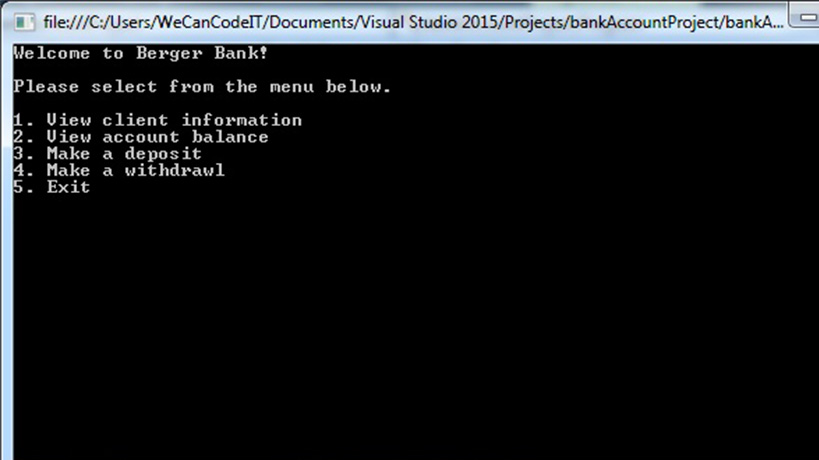 file:///C:/Users/WeCanCodeIT/Documents/Visual Studio 2015/Projects/bankAccountProject/bankA...
Welcome to Berger Bank!
Please select from the menu below.
1. View client information
2. View account balance
3. Make a deposit
4. Make a withdrawl
5. Exit